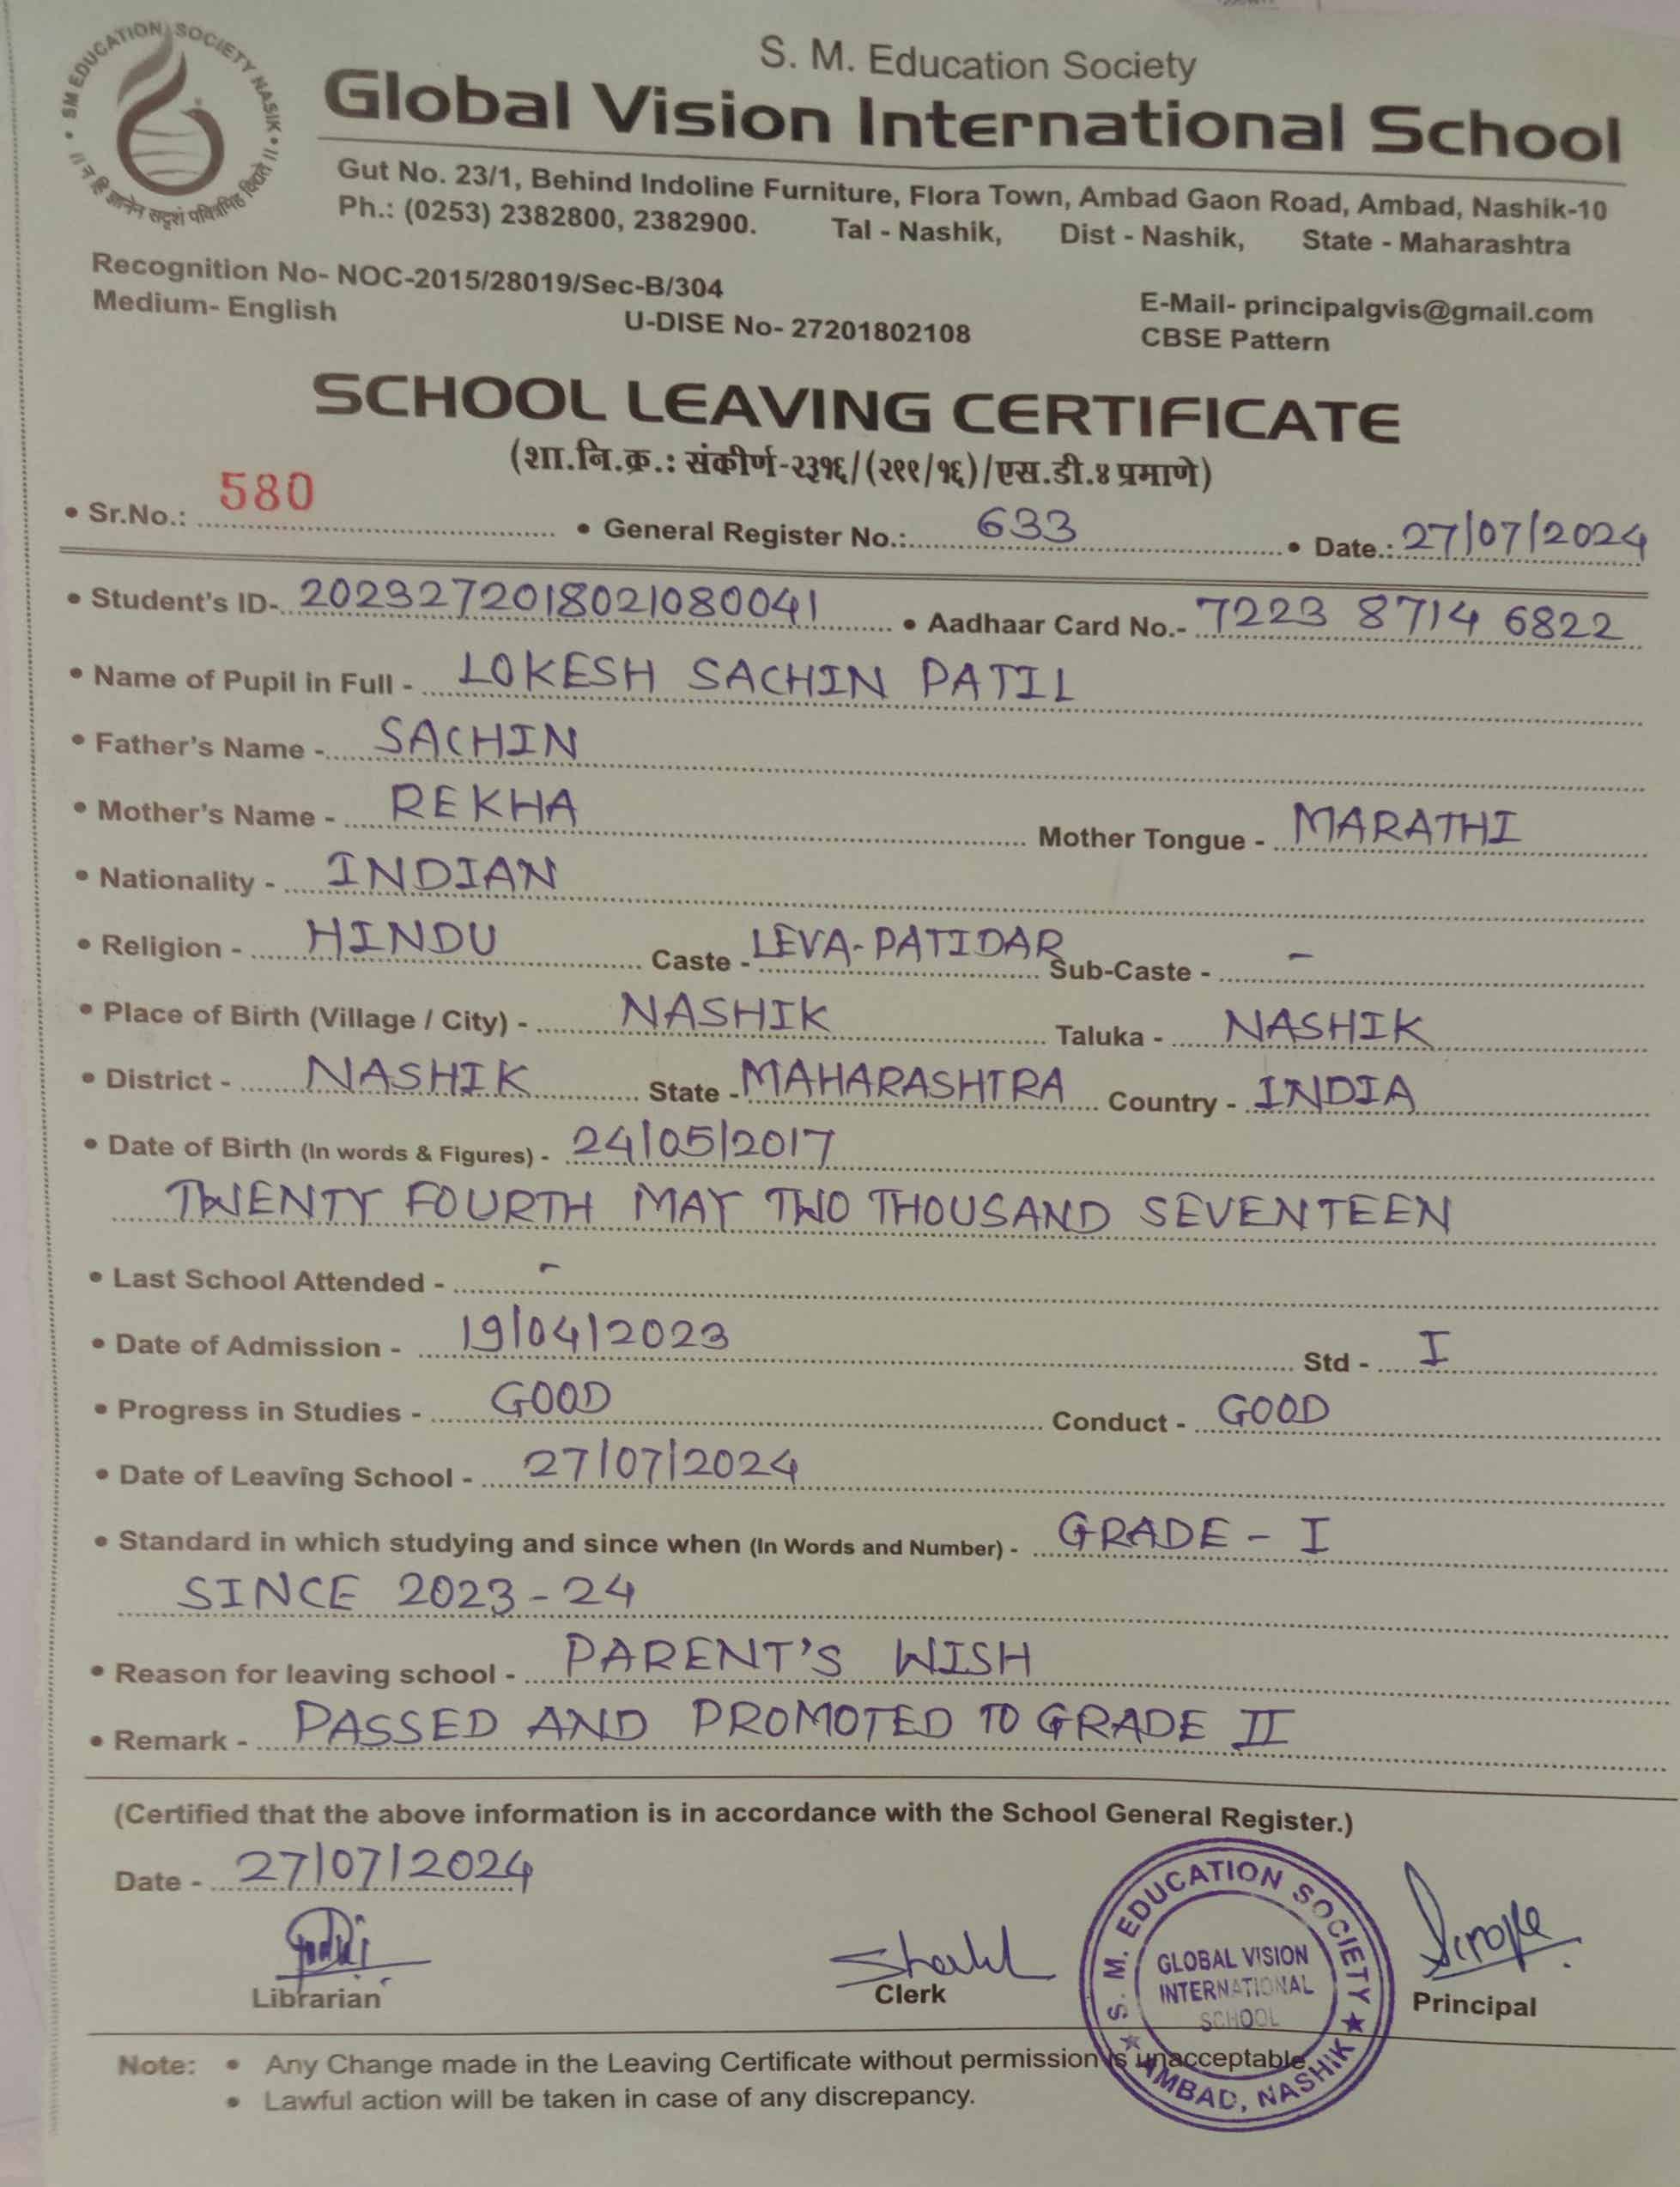 SM EDUCATION SOCIETY NASIK
॥ न हि ज्ञानेन सदृशं पवित्रमिह विद्यते ॥
S. M. Education Society
Global Vision International School
Gut No. 23/1, Behind Indoline Furniture, Flora Town, Ambad Gaon Road, Ambad, Nashik-10
Ph.: (0253) 2382800, 2382900. Tal - Nashik, Dist - Nashik, State - Maharashtra
Recognition No- NOC-2015/28019/Sec-B/304
E-Mail- principalgvis@gmail.com
Medium- English U-DISE No- 27201802108 CBSE Pattern
SCHOOL LEAVING CERTIFICATE
(शा.नि.क्र.: संकीर्ण-२३१६/(२११/१६)/एस.डी.४ प्रमाणे)
• Sr.No.: 580 • General Register No.: 633 • Date.: 27/07/2024
• Student's ID- 2023272018021080041 • Aadhaar Card No.- 7223 8714 6822
• Name of Pupil in Full - LOKESH SACHIN PATIL
• Father's Name - SACHIN
• Mother's Name - REKHA Mother Tongue - MARATHI
• Nationality - INDIAN
• Religion - HINDU Caste - LEVA-PATIDAR Sub-Caste - -
• Place of Birth (Village / City) - NASHIK Taluka - NASHIK
• District - NASHIK State - MAHARASHTRA Country - INDIA
• Date of Birth (In words & Figures) - 24/05/2017
TWENTY FOURTH MAY TWO THOUSAND SEVENTEEN
• Last School Attended - -
• Date of Admission - 19/04/2023 Std - I
• Progress in Studies - GOOD Conduct - GOOD
• Date of Leaving School - 27/07/2024
• Standard in which studying and since when (In Words and Number) - GRADE - I
SINCE 2023-24
• Reason for leaving school - PARENT'S WISH
• Remark - PASSED AND PROMOTED TO GRADE II
(Certified that the above information is in accordance with the School General Register.)
Date - 27/07/2024
Librarian Clerk Principal
S. M. EDUCATION SOCIETY ★ AMBAD, NASHIK ★
GLOBAL VISION
INTERNATIONAL
SCHOOL
Note: • Any Change made in the Leaving Certificate without permission is unacceptable.
• Lawful action will be taken in case of any discrepancy.